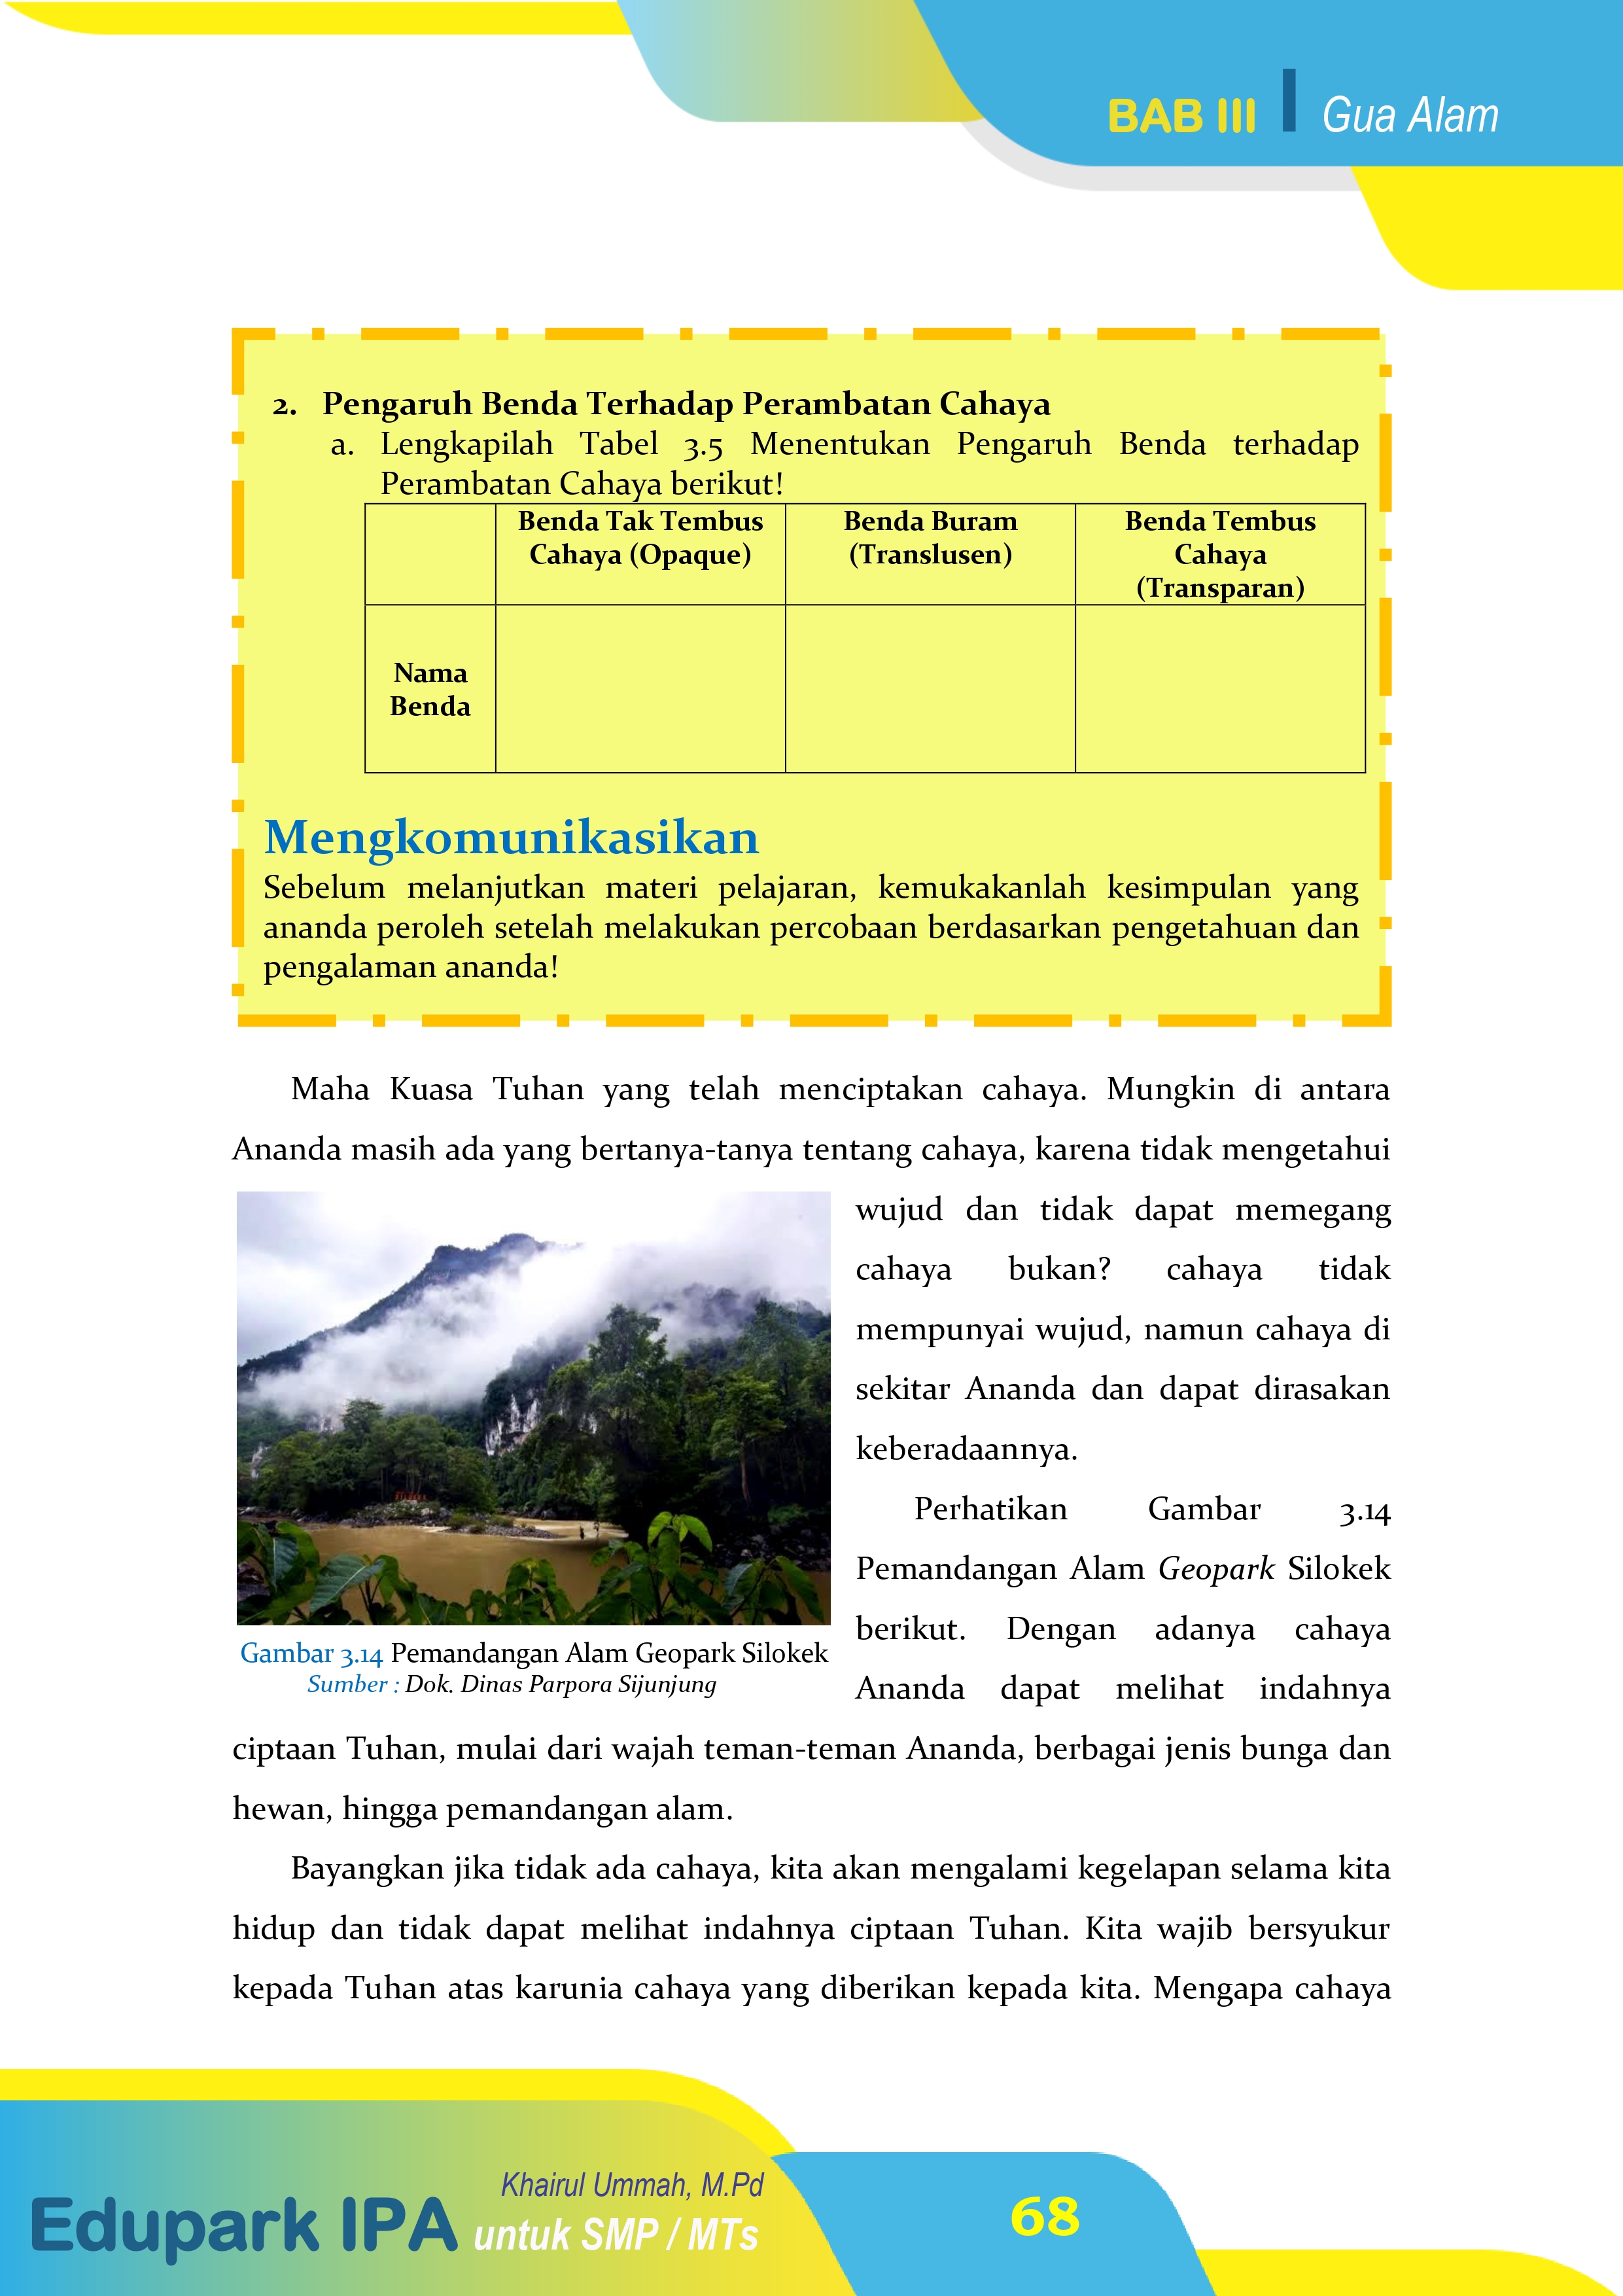 BAB III | Gua Alam
2. Pengaruh Benda Terhadap Perambatan Cahaya
a. Lengkapilah Tabel 3.5 Menentukan Pengaruh Benda terhadap
Perambatan Cahaya berikut!
Benda Tak Tembus
Cahaya (Opaque)
Benda Buram
(Translusen)
Benda Tembus
Cahaya
(Transparan)
Nama
Benda
Mengkomunikasikan
Sebelum melanjutkan materi pelajaran, kemukakanlah kesimpulan yang
ananda peroleh setelah melakukan percobaan berdasarkan pengetahuan dan
pengalaman ananda!
Maha Kuasa Tuhan yang telah menciptakan cahaya. Mungkin di antara
Ananda masih ada yang bertanya-tanya tentang cahaya, karena tidak mengetahui
wujud dan tidak dapat memegang
cahaya bukan? cahaya tidak
mempunyai wujud, namun cahaya di
sekitar Ananda dan dapat dirasakan
keberadaannya.
Perhatikan Gambar 3.14
Pemandangan Alam Geopark Silokek
berikut. Dengan adanya cahaya
Ananda dapat melihat indahnya
Gambar 3.14 Pemandangan Alam Geopark Silokek
Sumber : Dok. Dinas Parpora Sijunjung
ciptaan Tuhan, mulai dari wajah teman-teman Ananda, berbagai jenis bunga dan
hewan, hingga pemandangan alam.
Bayangkan jika tidak ada cahaya, kita akan mengalami kegelapan selama kita
hidup dan tidak dapat melihat indahnya ciptaan Tuhan. Kita wajib bersyukur
kepada Tuhan atas karunia cahaya yang diberikan kepada kita. Mengapa cahaya
Khairul Ummah, M.Pd
Edupark IPA untuk SMP / MTs
68